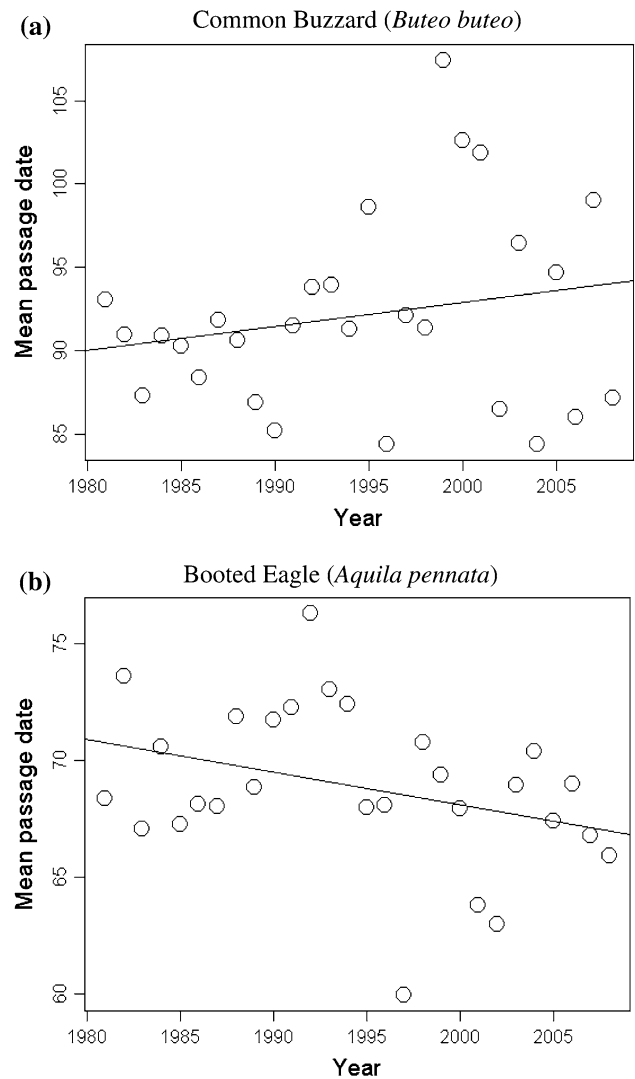 (a)
Common Buzzard (Buteo buteo)
105
100
95
90
85
Mean passage date
1980 1985 1990 1995 2000 2005
Year
(b)
Booted Eagle (Aquila pennata)
75
70
65
60
Mean passage date
1980 1985 1990 1995 2000 2005
Year